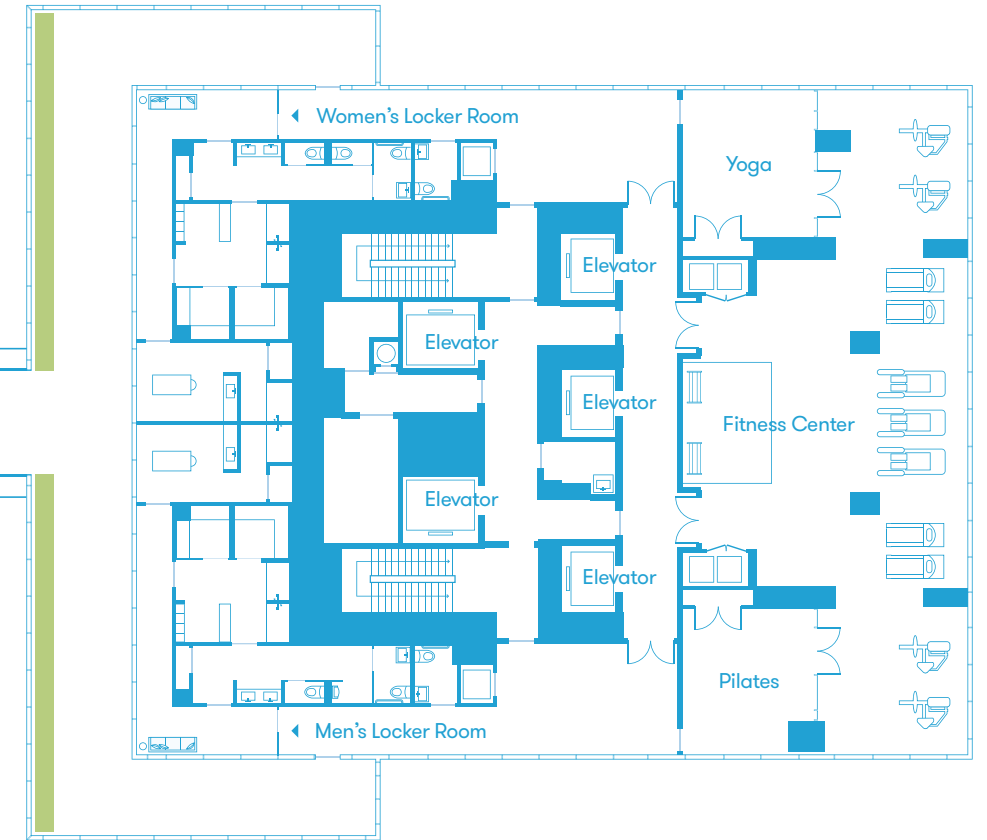 Women's Locker Room
Yoga
Elevator
Elevator
Elevator
Fitness Center
Elevator
Elevator
Pilates
Men's Locker Room